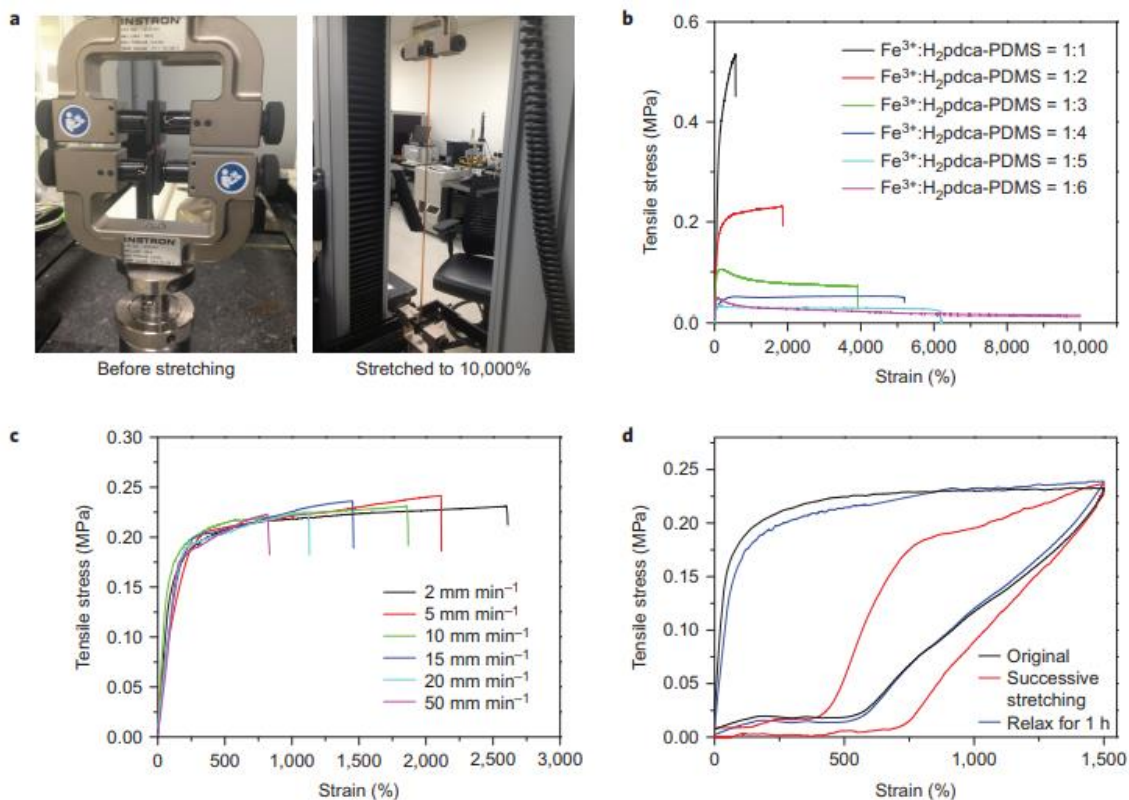 a
INSTRON
INSTRON
Before stretching
Stretched to 10,000%
b
0.6
0.4
0.2
0.0
Tensile stress (MPa)
0 2,000 4,000 6,000 8,000 10,000
Strain (%)
Fe³⁺:H₂pdca-PDMS = 1:1
Fe³⁺:H₂pdca-PDMS = 1:2
Fe³⁺:H₂pdca-PDMS = 1:3
Fe³⁺:H₂pdca-PDMS = 1:4
Fe³⁺:H₂pdca-PDMS = 1:5
Fe³⁺:H₂pdca-PDMS = 1:6
c
0.30
0.25
0.20
0.15
0.10
0.05
0.00
Tensile stress (MPa)
0 500 1,000 1,500 2,000 2,500 3,000
Strain (%)
2 mm min⁻¹
5 mm min⁻¹
10 mm min⁻¹
15 mm min⁻¹
20 mm min⁻¹
50 mm min⁻¹
d
0.25
0.20
0.15
0.10
0.05
0.00
Tensile stress (MPa)
0 500 1,000 1,500
Strain (%)
Original
Successive
stretching
Relax for 1 h